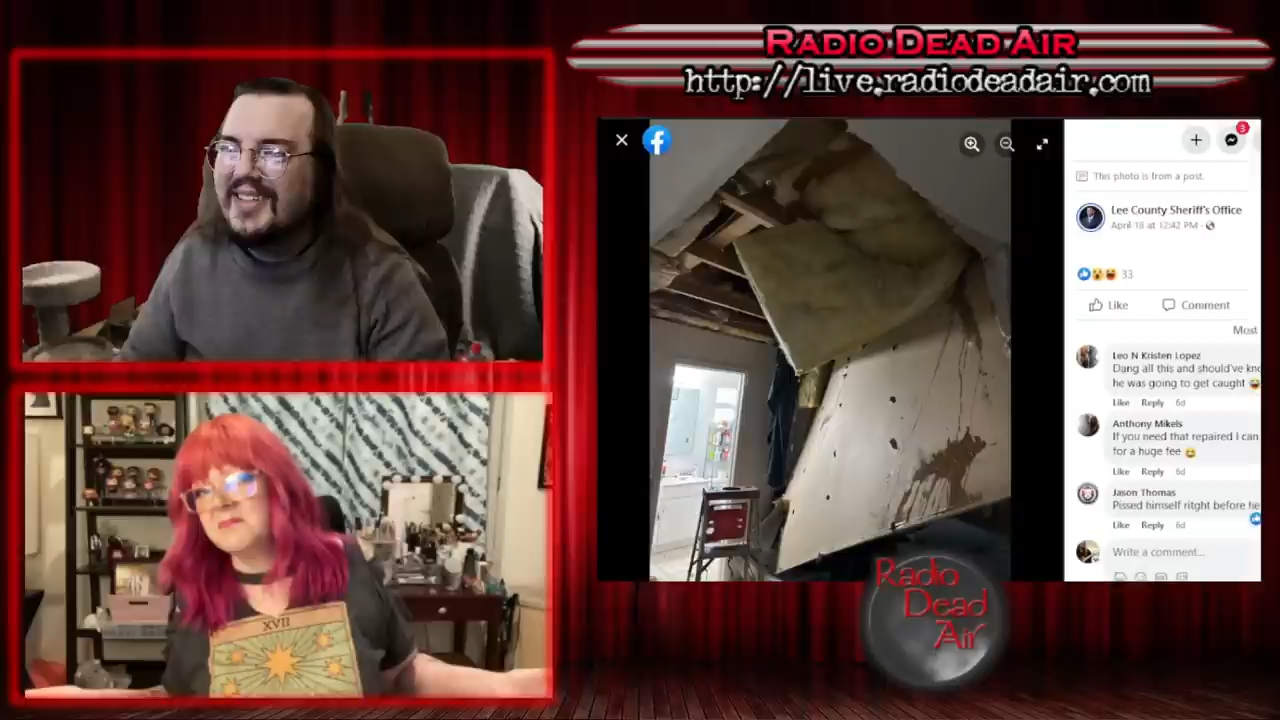 Radio Dead Air
http://live.radiodeadair.com
3
This photo is from a post.
Lee County Sheriff's Office
April 18 at 12:42 PM
33
Like Comment
Most
Leo N Kristen Lopez
Dang all this and should've
he was going to get caught
Like Reply 6d
Anthony Mikels
If you need that repaired I can
for a huge fee
Like Reply 6d
Jason Thomas
Pissed himself ritght before he
Like Reply 6d
Write a comment...
XVII
Radio
Dead
Air